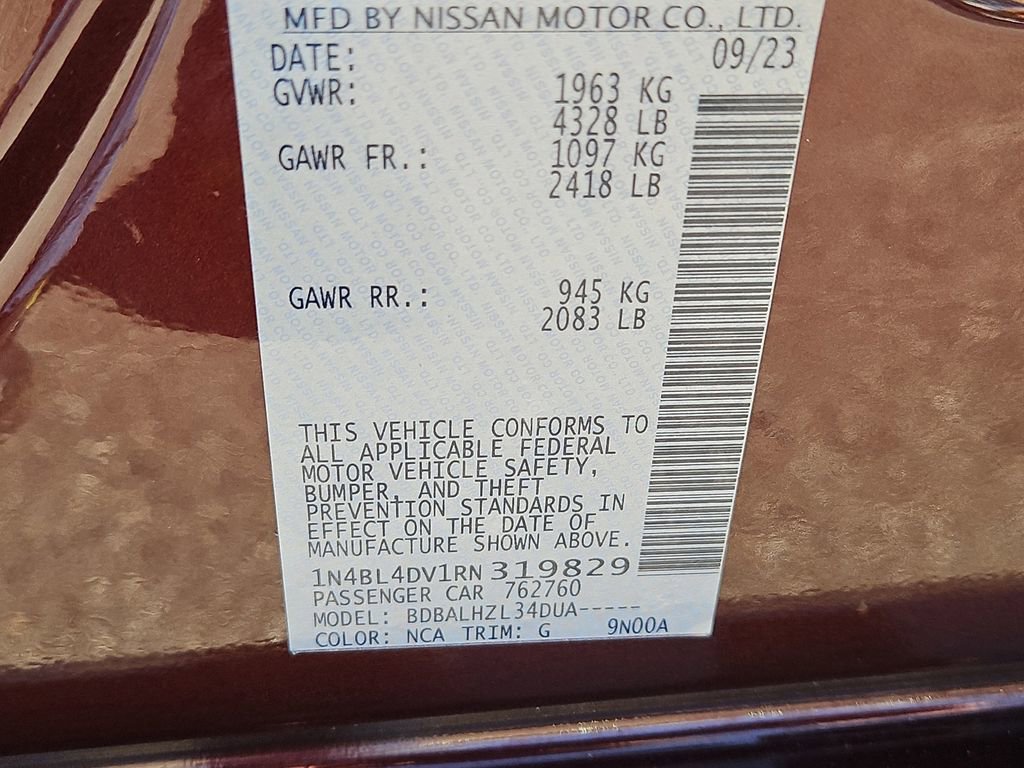 MFD BY NISSAN MOTOR CO., LTD.
DATE: 09/23
GVWR: 1963 KG
4328 LB
GAWR FR.: 1097 KG
2418 LB
GAWR RR.: 945 KG
2083 LB
THIS VEHICLE CONFORMS TO
ALL APPLICABLE FEDERAL
MOTOR VEHICLE SAFETY,
BUMPER, AND THEFT
PREVENTION STANDARDS IN
EFFECT ON THE DATE OF
MANUFACTURE SHOWN ABOVE.
1N4BL4DV1RN319829
PASSENGER CAR 762760
MODEL: BDBALHZL34DUA-----
COLOR: NCA TRIM: G 9N00A